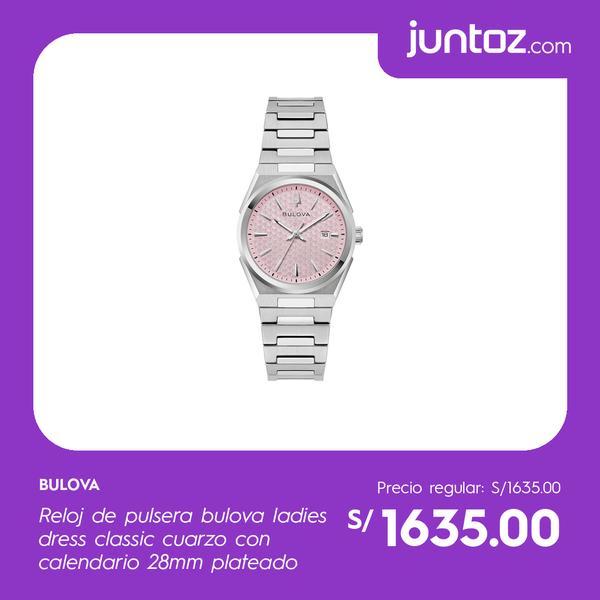 juntoz.com
BULOVA
18
BULOVA
Reloj de pulsera bulova ladies
dress classic cuarzo con
calendario 28mm plateado
Precio regular: S/1635.00
S/ 1635.00